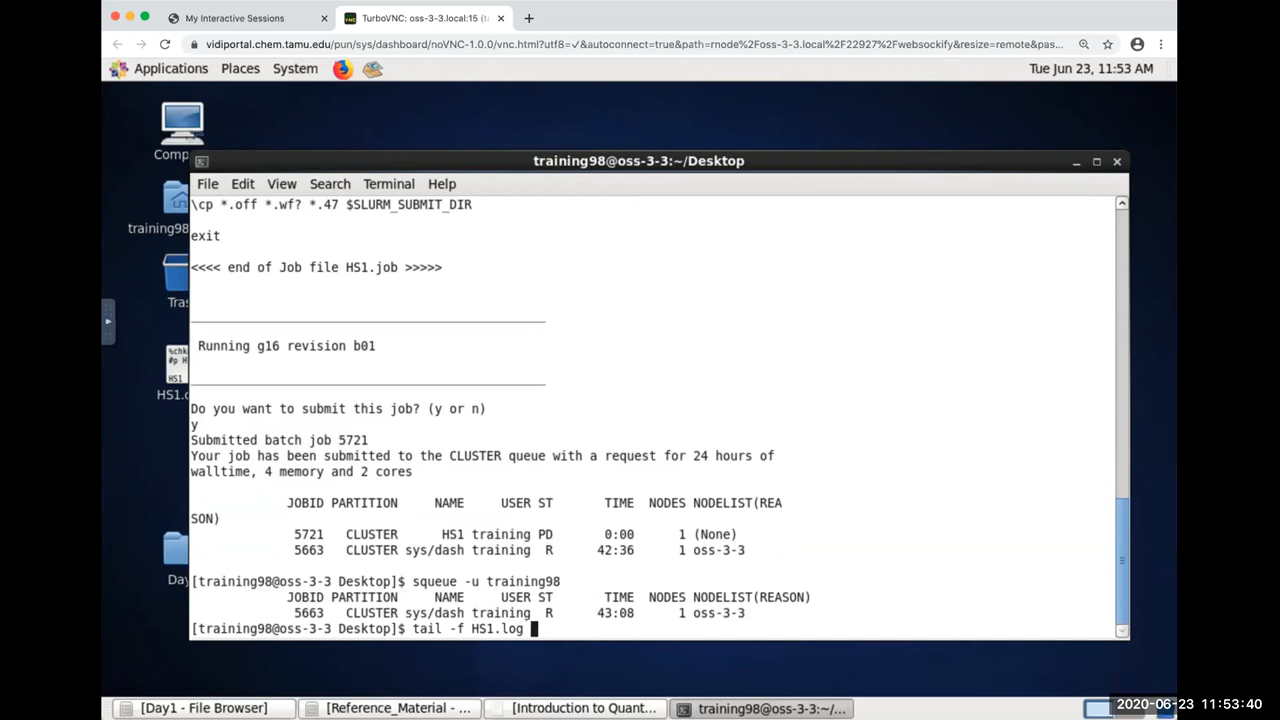 My Interactive Sessions
TurboVNC: oss-3-3.local:15 (t
vidiportal.chem.tamu.edu/pun/sys/dashboard/noVNC-1.0.0/vnc.html?utf8=✓&autoconnect=true&path=rnode%2Foss-3-3.local%2F22927%2Fwebsockify&resize=remote&pas...
Applications Places System
Tue Jun 23, 11:53 AM
Comp
training98
Tras
%chk
#p H
HS1
HS1.c
Day
training98@oss-3-3:~/Desktop
File Edit View Search Terminal Help
\cp *.off *.wf? *.47 $SLURM_SUBMIT_DIR
exit
<<<< end of Job file HS1.job >>>>>
Running g16 revision b01
Do you want to submit this job? (y or n)
y
Submitted batch job 5721
Your job has been submitted to the CLUSTER queue with a request for 24 hours of
walltime, 4 memory and 2 cores
JOBID PARTITION NAME USER ST TIME NODES NODELIST(REA
SON)
5721 CLUSTER HS1 training PD 0:00 1 (None)
5663 CLUSTER sys/dash training R 42:36 1 oss-3-3
[training98@oss-3-3 Desktop]$ squeue -u training98
JOBID PARTITION NAME USER ST TIME NODES NODELIST(REASON)
5663 CLUSTER sys/dash training R 43:08 1 oss-3-3
[training98@oss-3-3 Desktop]$ tail -f HS1.log
[Day1 - File Browser]
[Reference_Material - ...
[Introduction to Quant...
training98@oss-3-3:~/...
2020-06-23 11:53:40